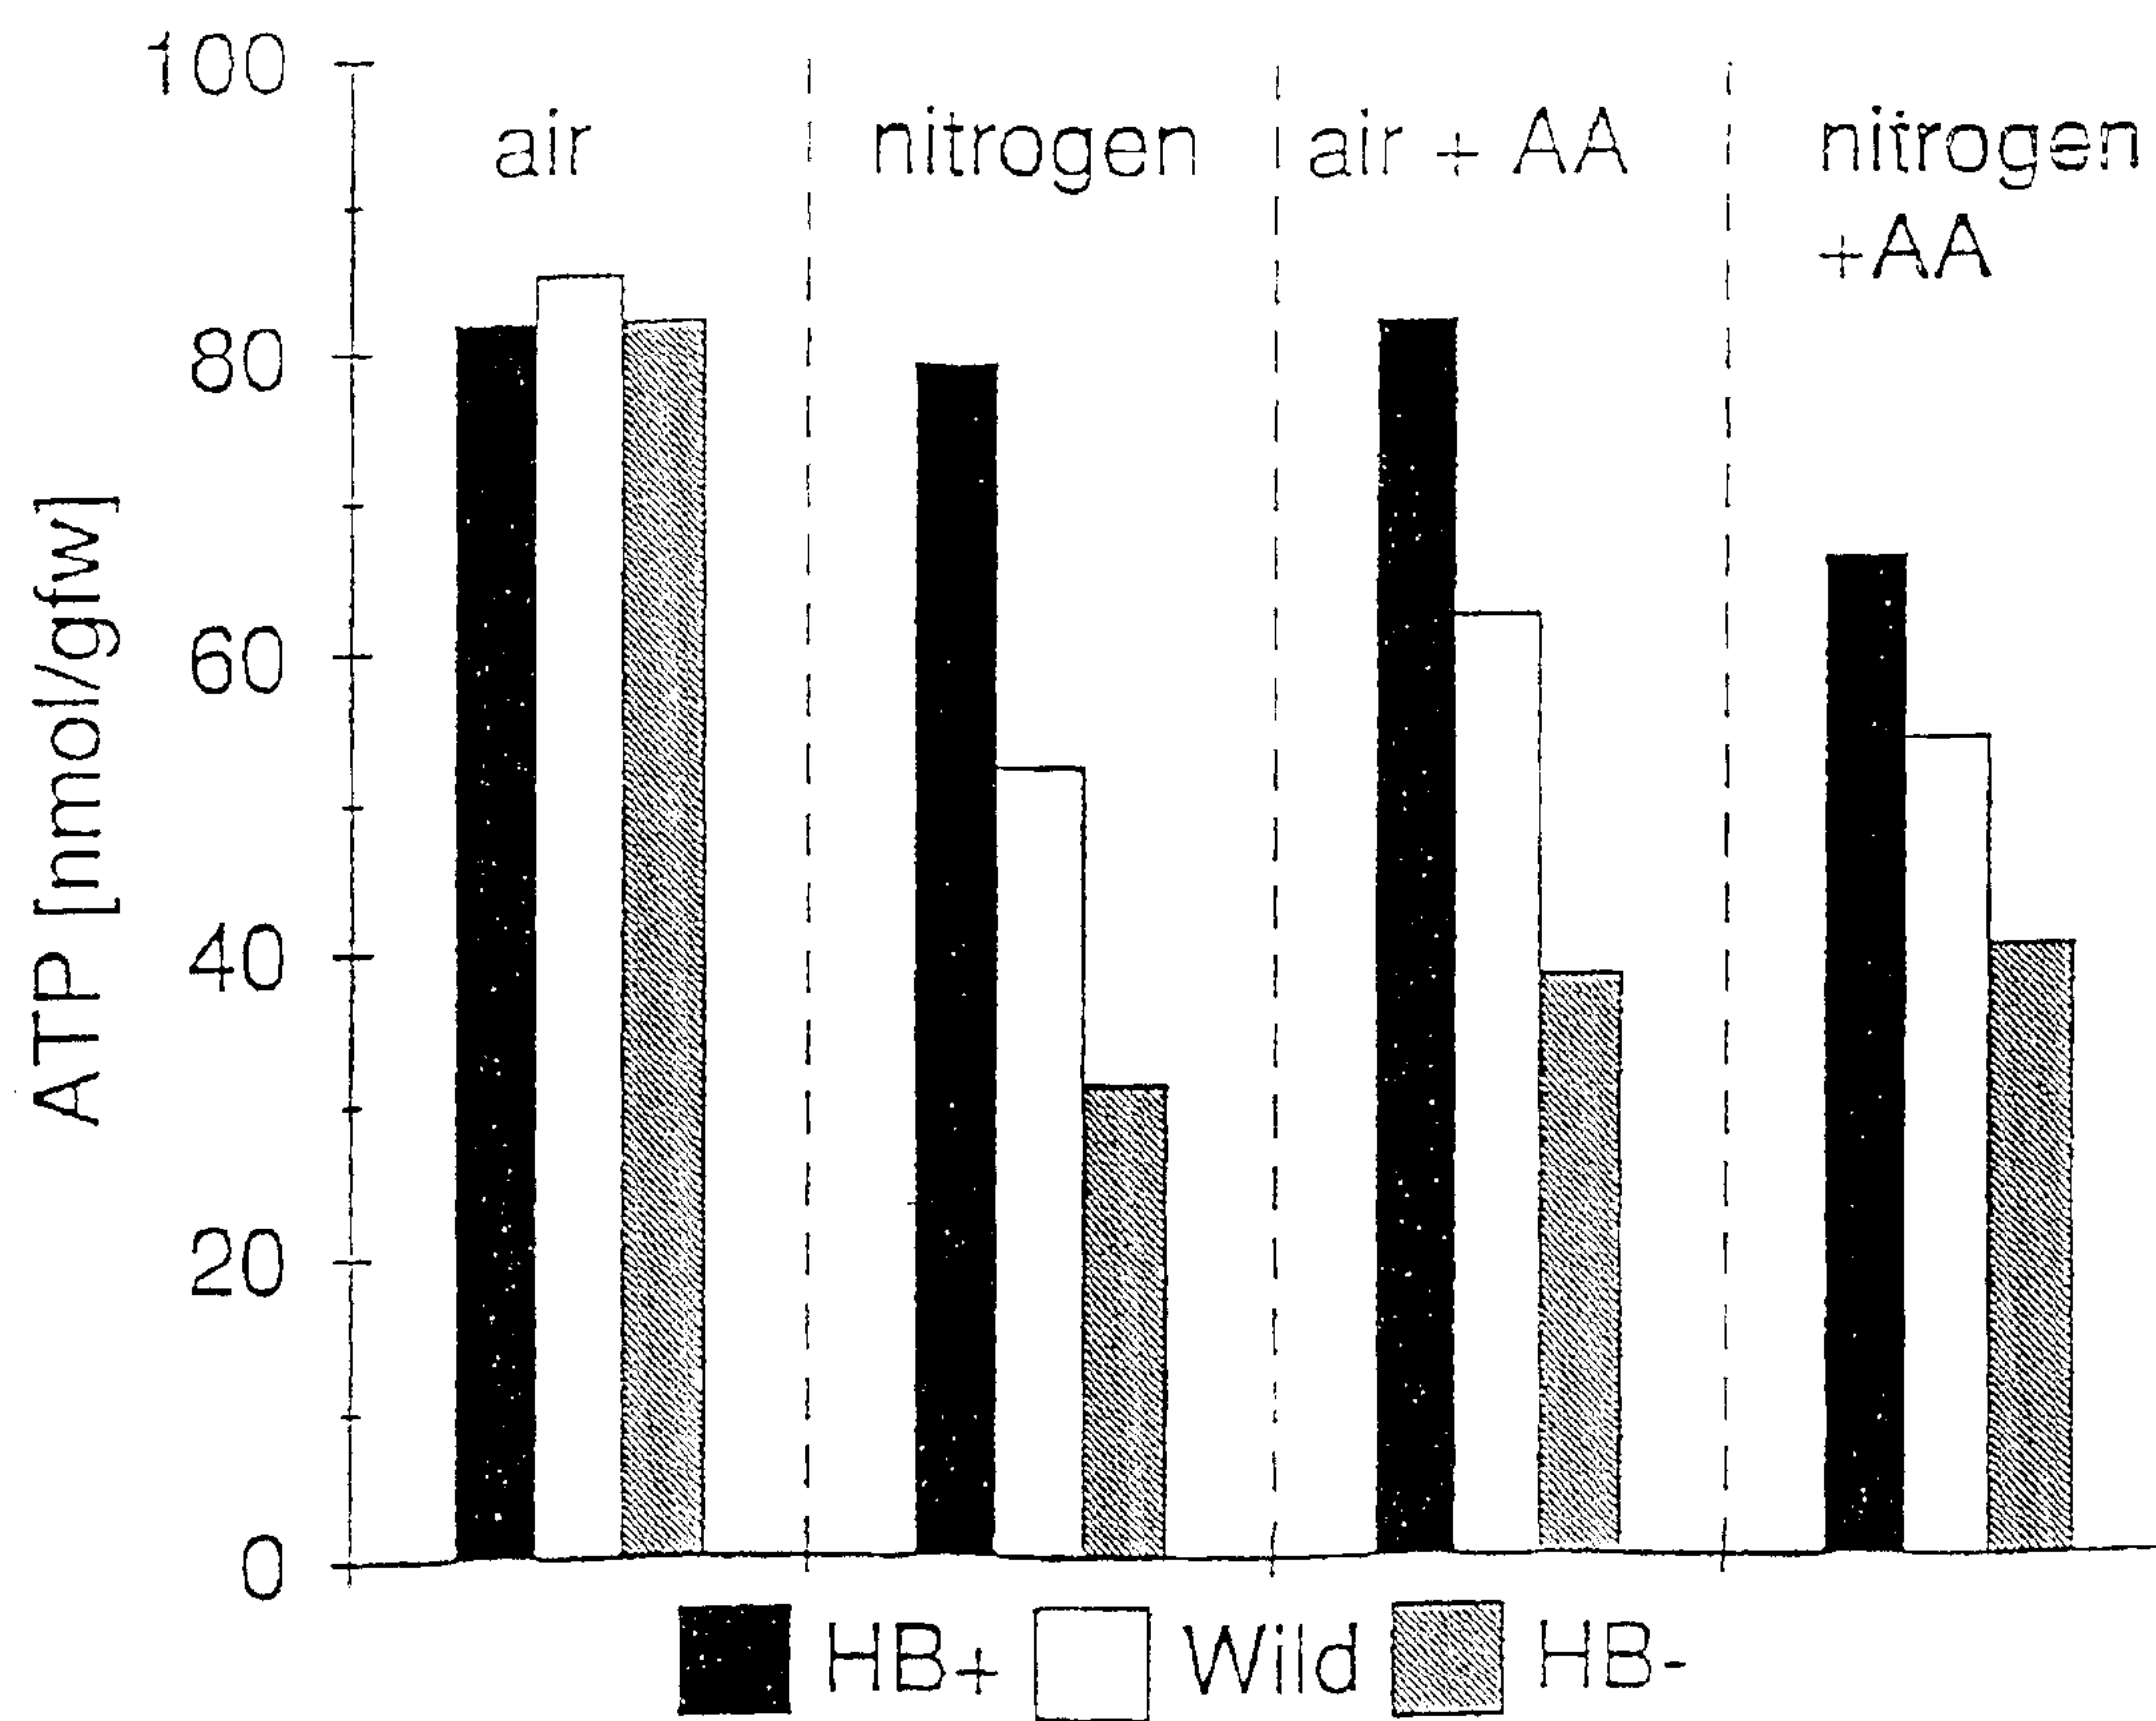 100
air
nitrogen
air + AA
nitrogen
+AA
80
60
40
20
0
ATP [nmol/gfw]
HB+
Wild
HB-